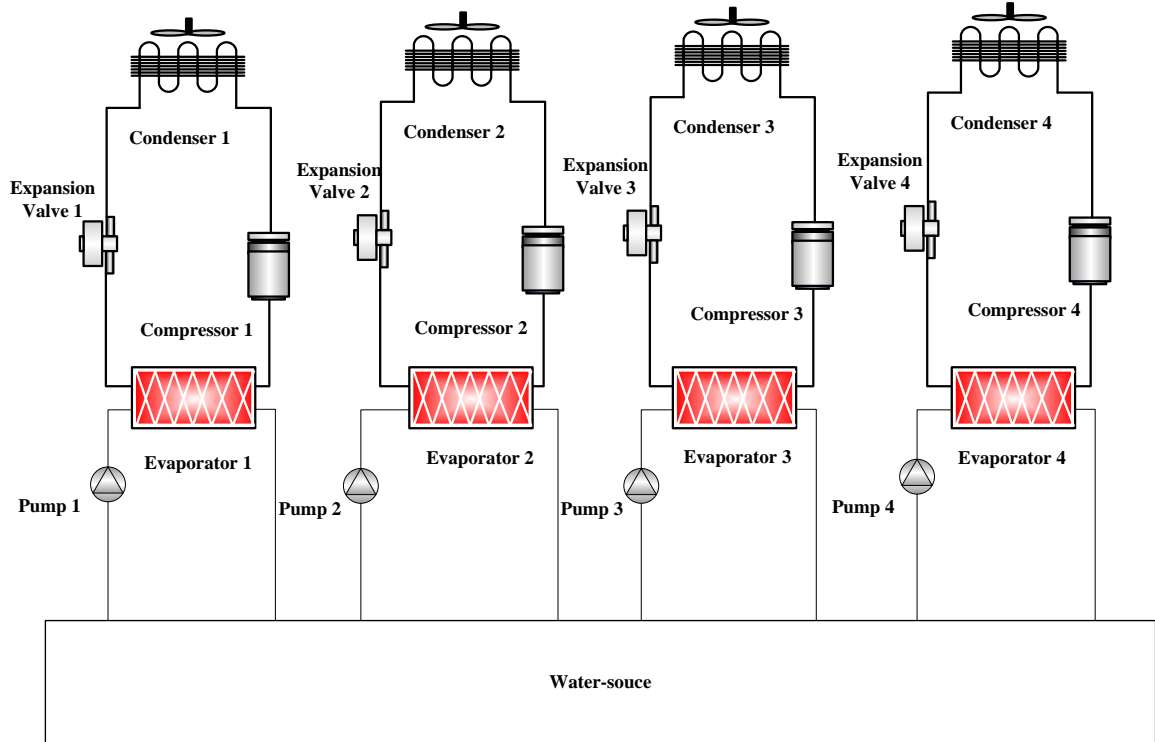 Condenser 1
Condenser 2
Condenser 3
Condenser 4
Expansion
Valve 1
Expansion
Valve 2
Expansion
Valve 3
Expansion
Valve 4
Compressor 1
Compressor 2
Compressor 3
Compressor 4
Evaporator 1
Evaporator 2
Evaporator 3
Evaporator 4
Pump 1
Pump 2
Pump 3
Pump 4
Water-souce